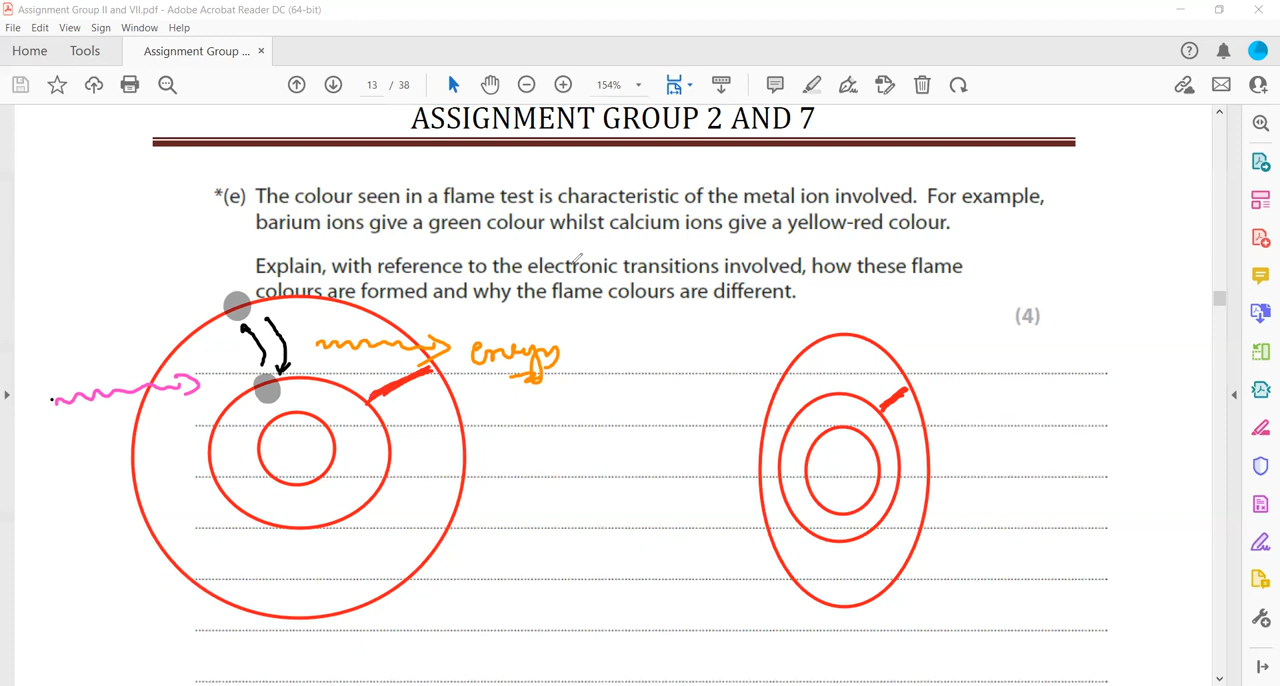 Assignment Group II and VII.pdf - Adobe Acrobat Reader DC (64-bit)
File Edit View Sign Window Help
Home Tools Assignment Group ... ×
13 / 38 154%
ASSIGNMENT GROUP 2 AND 7
*(e) The colour seen in a flame test is characteristic of the metal ion involved. For example,
barium ions give a green colour whilst calcium ions give a yellow-red colour.
Explain, with reference to the electronic transitions involved, how these flame
colours are formed and why the flame colours are different.
(4)
energy